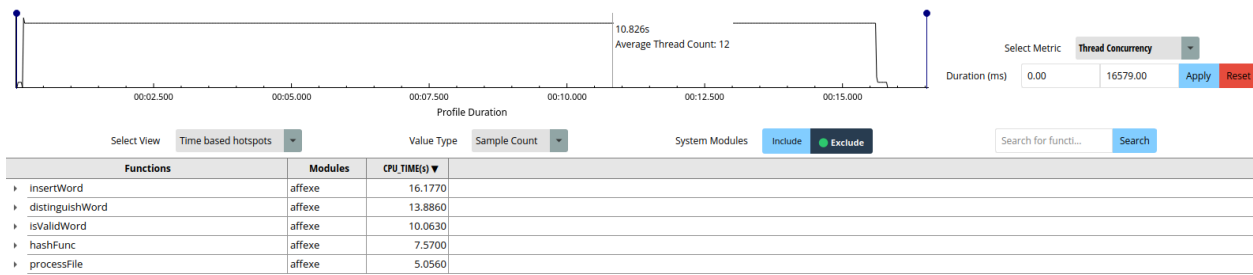 10.826s
Average Thread Count: 12
Select Metric Thread Concurrency
Duration (ms) 0.00 16579.00 Apply Reset
00:02.500 00:05.000 00:07.500 00:10.000 00:12.500 00:15.000
Profile Duration
Select View Time based hotspots Value Type Sample Count System Modules Include Exclude Search for functi... Search
Functions Modules CPU_TIME(s) ▼
insertWord affexe 16.1770
distinguishWord affexe 13.8860
isValidWord affexe 10.0630
hashFunc affexe 7.5700
processFile affexe 5.0560